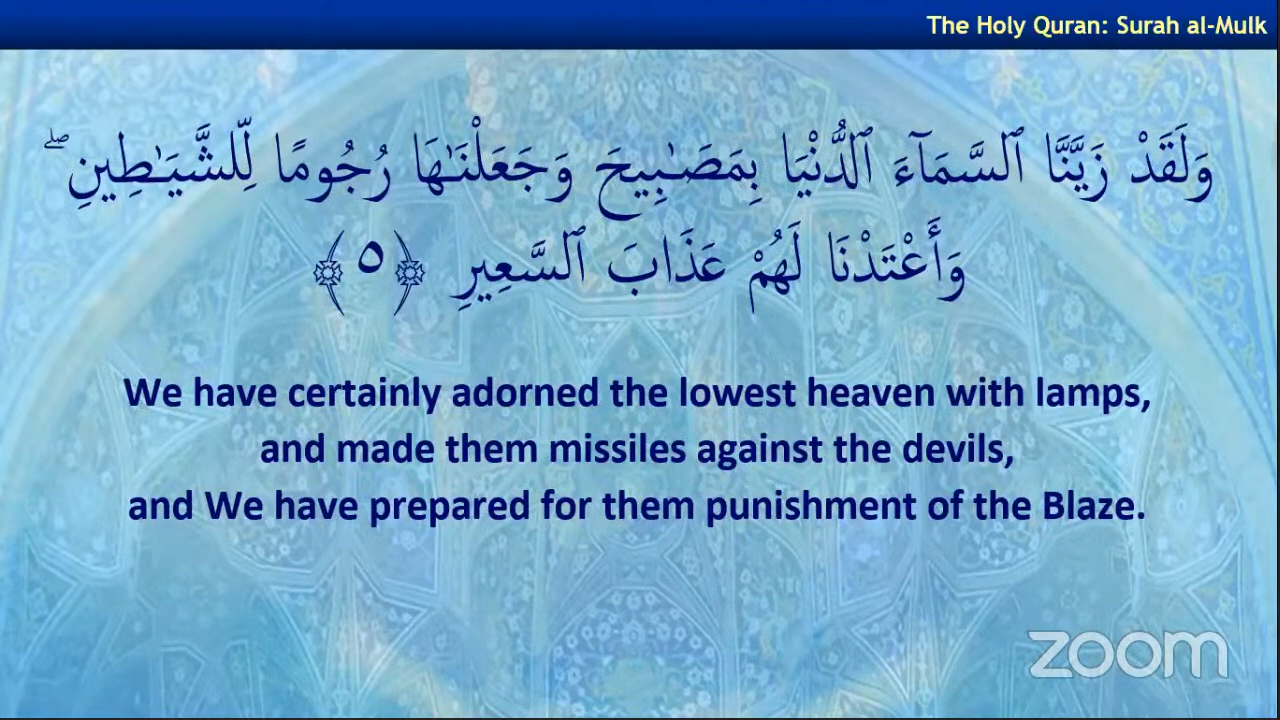 The Holy Quran: Surah al-Mulk
وَلَقَدْ زَيَّنَّا ٱلسَّمَآءَ ٱلدُّنْيَا بِمَصَـٰبِيحَ وَجَعَلْنَـٰهَا رُجُومًا لِّلشَّيَـٰطِينِ ۖ
وَأَعْتَدْنَا لَهُمْ عَذَابَ ٱلسَّعِيرِ ﴿٥﴾
We have certainly adorned the lowest heaven with lamps,
and made them missiles against the devils,
and We have prepared for them punishment of the Blaze.
zoom